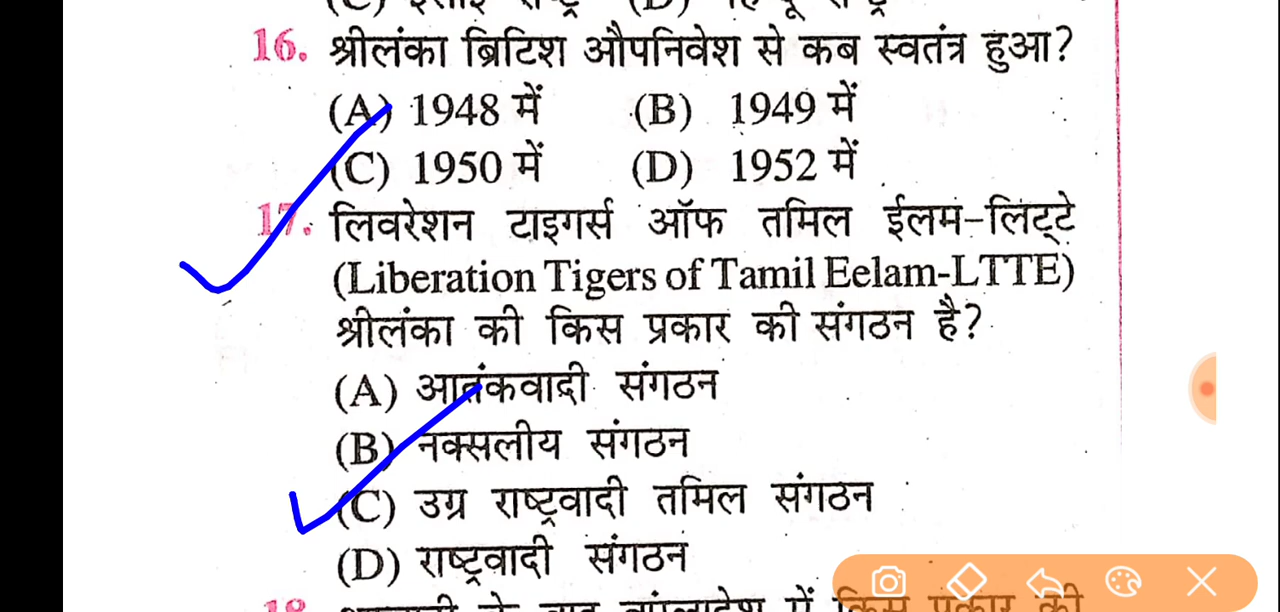 16. श्रीलंका ब्रिटिश औपनिवेश से कब स्वतंत्र हुआ?
(A) 1948 में (B) 1949 में
(C) 1950 में (D) 1952 में
17. लिवरेशन टाइगर्स ऑफ तमिल ईलम-लिट्टे
(Liberation Tigers of Tamil Eelam-LTTE)
श्रीलंका की किस प्रकार की संगठन है?
(A) आतंकवादी संगठन
(B) नक्सलीय संगठन
(C) उग्र राष्ट्रवादी तमिल संगठन
(D) राष्ट्रवादी संगठन